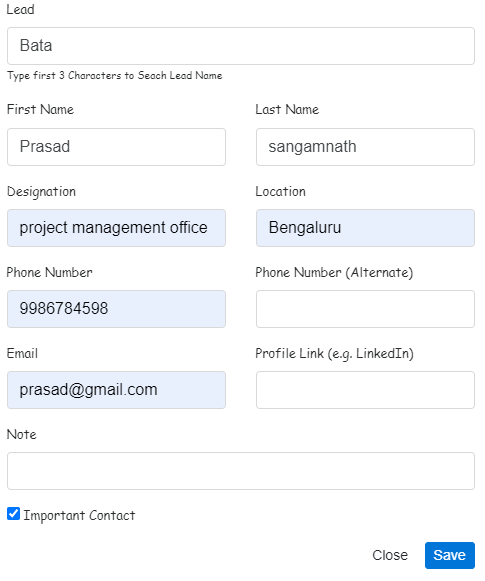 Lead
Bata
Type first 3 Characters to Seach Lead Name
First Name Last Name
Prasad sangamnath
Designation Location
project management office Bengaluru
Phone Number Phone Number (Alternate)
9986784598
Email Profile Link (e.g. LinkedIn)
prasad@gmail.com
Note
Important Contact
Close Save